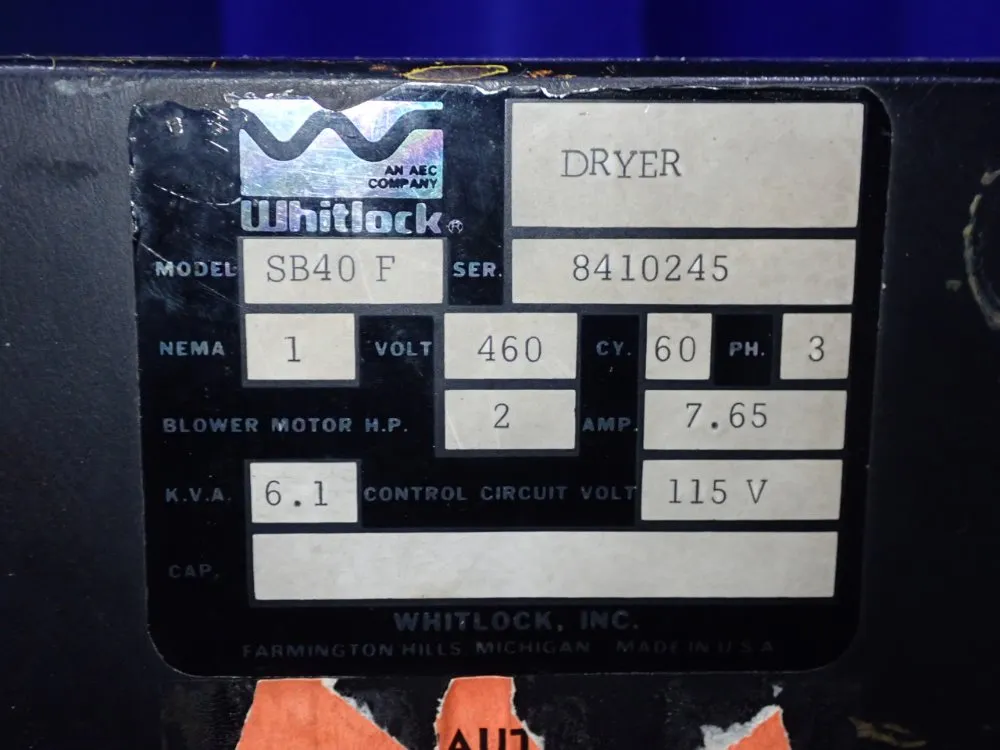 AN AEC
COMPANY
Whitlock®
DRYER
MODEL SB40 F SER. 8410245
NEMA 1 VOLT 460 CY. 60 PH. 3
BLOWER MOTOR H.P. 2 AMP. 7.65
K.V.A. 6.1 CONTROL CIRCUIT VOLT 115 V
CAP.
WHITLOCK, INC.
FARMINGTON HILLS, MICHIGAN MADE IN U.S.A
AUT